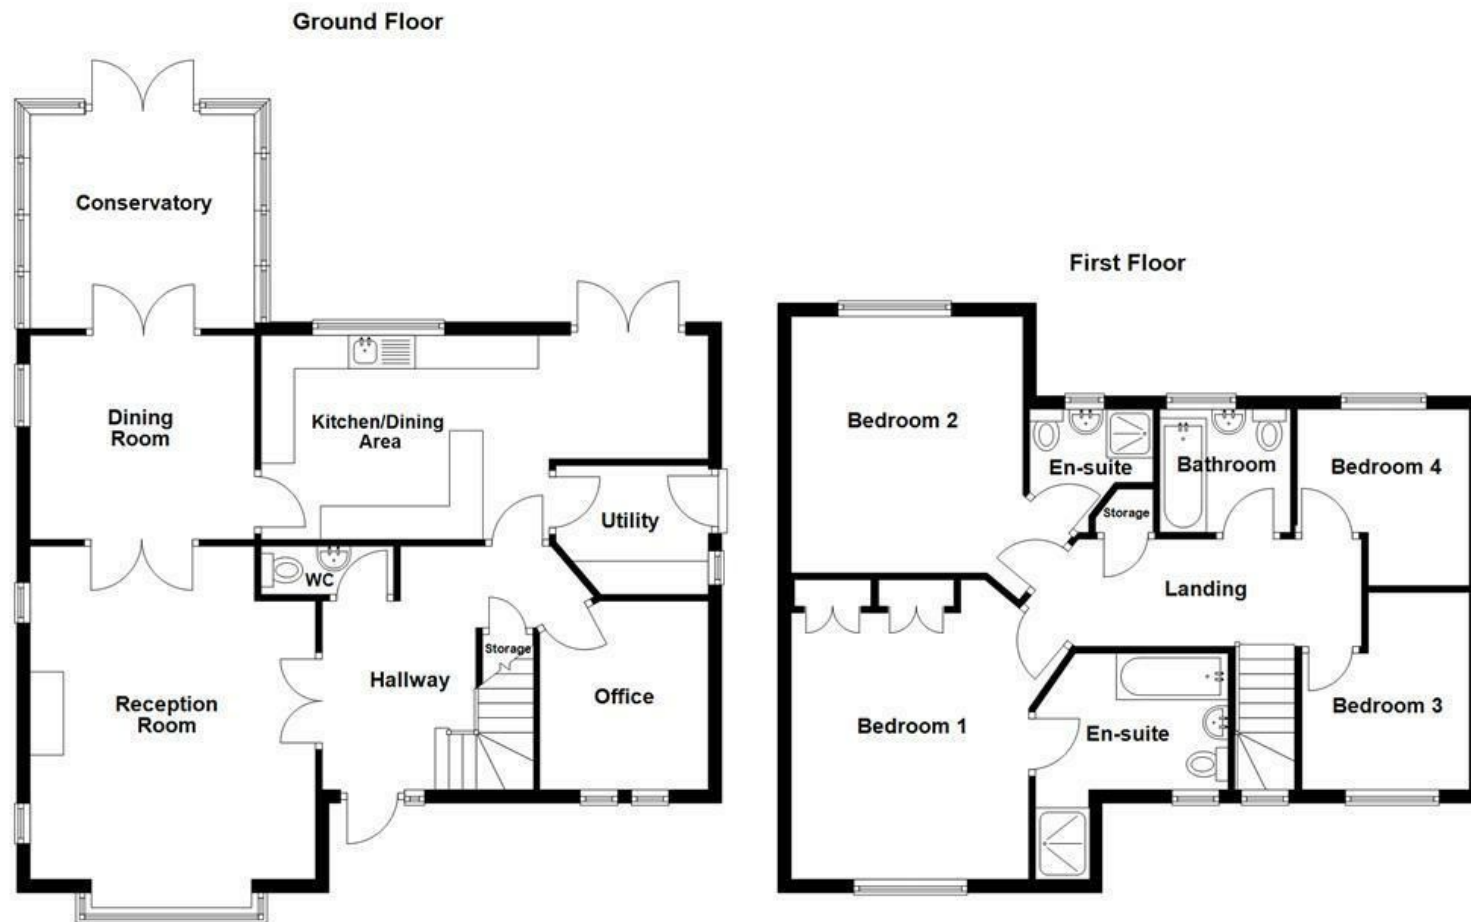 Ground Floor
Conservatory
Dining
Room
Kitchen/Dining
Area
Utility
WC
Storage
Hallway
Office
Reception
Room
First Floor
Bedroom 2
En-suite
Bathroom
Bedroom 4
Storage
Landing
Bedroom 1
En-suite
Bedroom 3